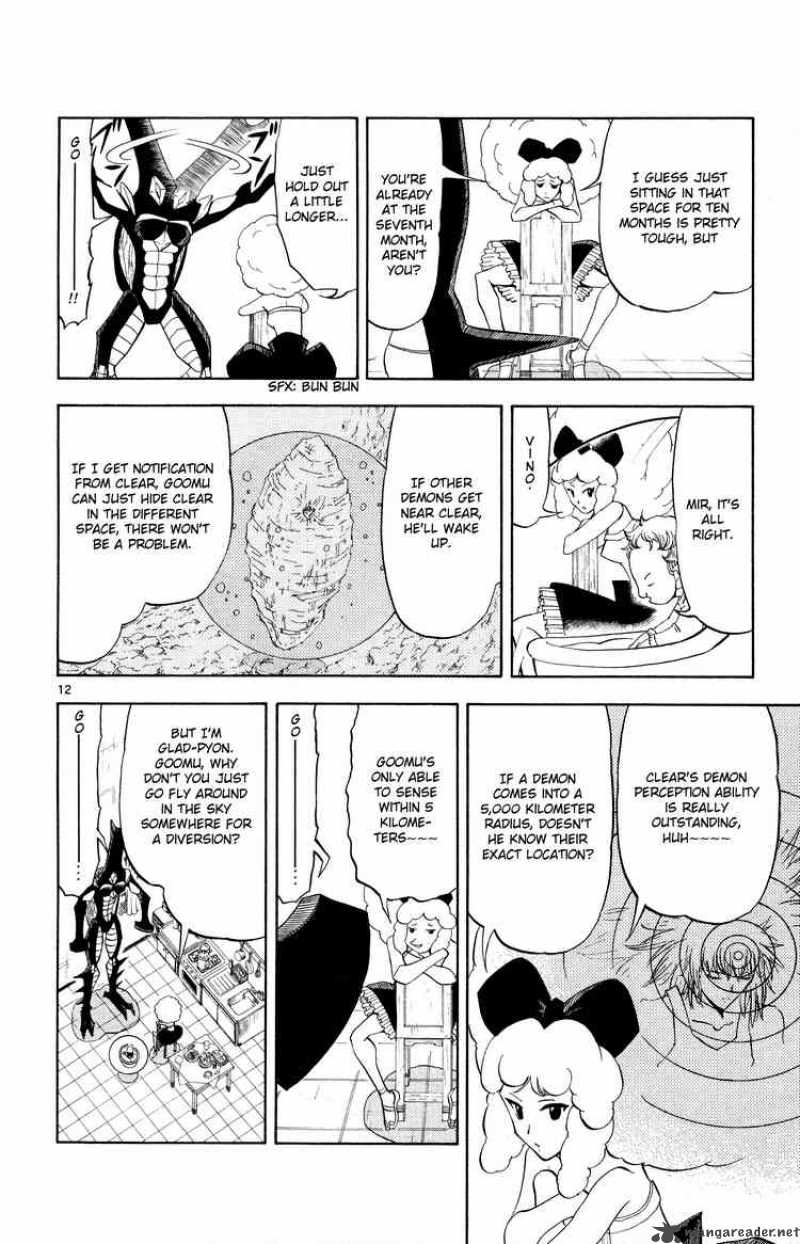 I GUESS JUST
SITTING IN THAT
SPACE FOR TEN
MONTHS IS PRETTY
TOUGH, BUT
YOU'RE
ALREADY
AT THE
SEVENTH
MONTH,
AREN'T
YOU?
JUST
HOLD OUT
A LITTLE
LONGER...
GO
!!
SFX: BUN BUN
VINO.
MIR, IT'S
ALL
RIGHT.
IF OTHER
DEMONS GET
NEAR CLEAR,
HE'LL WAKE
UP.
IF I GET NOTIFICATION
FROM CLEAR, GOOMU
CAN JUST HIDE CLEAR
IN THE DIFFERENT
SPACE, THERE WON'T
BE A PROBLEM.
12
CLEAR'S DEMON
PERCEPTION ABILITY
IS REALLY
OUTSTANDING,
HUH~~~~
IF A DEMON
COMES INTO A
5,000 KILOMETER
RADIUS, DOESN'T
HE KNOW THEIR
EXACT LOCATION?
GOOMU'S
ONLY ABLE
TO SENSE
WITHIN 5
KILOME-
TERS~~~
GO
...
BUT I'M
GLAD-PYON.
GOOMU, WHY
DON'T YOU JUST
GO FLY AROUND
IN THE SKY
SOMEWHERE FOR
A DIVERSION?
GO
...
mangareader.net